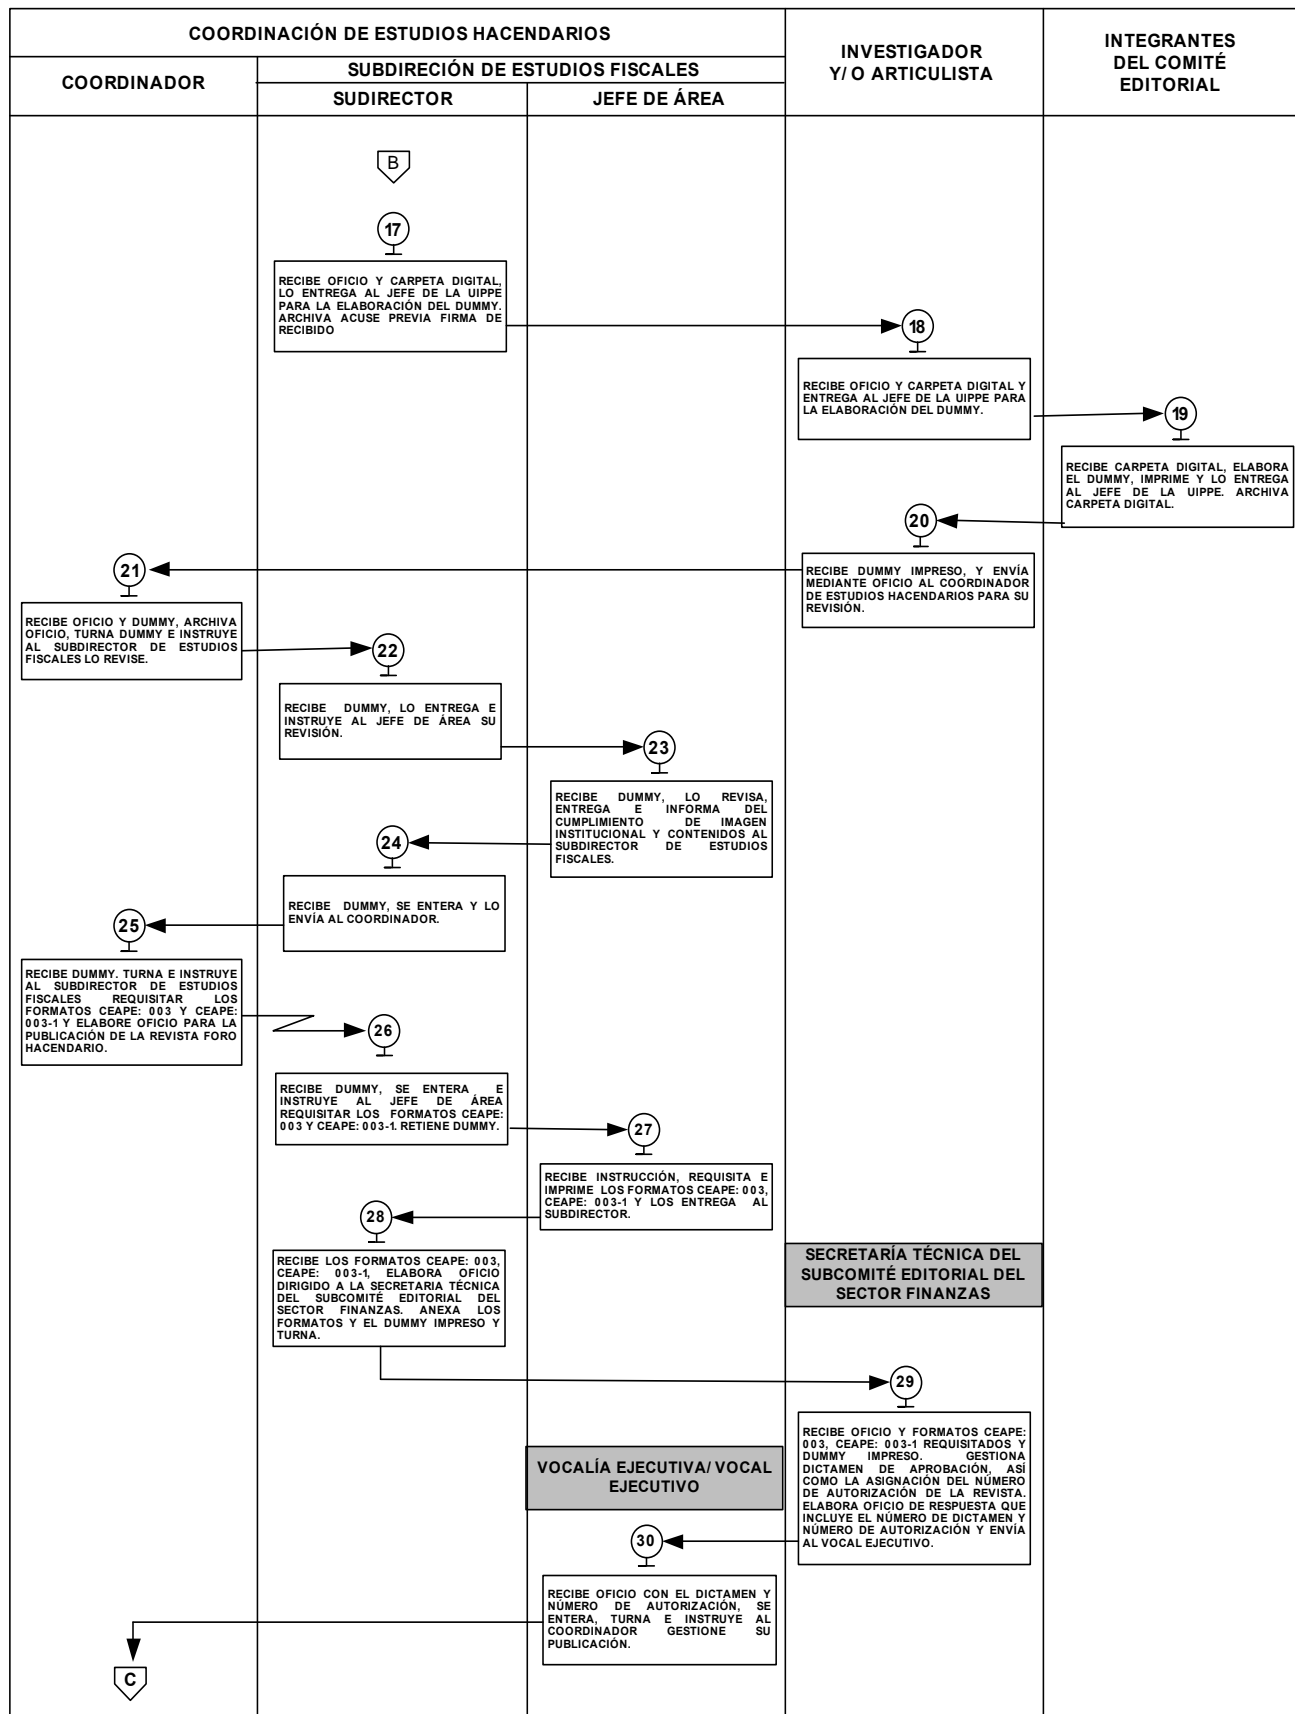 COORDINACIÓN DE ESTUDIOS HACENDARIOS
INVESTIGADOR
Y/ O ARTICULISTA
INTEGRANTES
DEL COMITÉ
EDITORIAL
COORDINADOR
SUBDIRECIÓN DE ESTUDIOS FISCALES
SUDIRECTOR
JEFE DE ÁREA
B
17
RECIBE OFICIO Y CARPETA DIGITAL,
LO ENTREGA AL JEFE DE LA UIPPE
PARA LA ELABORACIÓN DEL DUMMY.
ARCHIVA ACUSE PREVIA FIRMA DE
RECIBIDO
18
RECIBE OFICIO Y CARPETA DIGITAL Y
ENTREGA AL JEFE DE LA UIPPE PARA
LA ELABORACIÓN DEL DUMMY.
19
RECIBE CARPETA DIGITAL, ELABORA
EL DUMMY, IMPRIME Y LO ENTREGA
AL JEFE DE LA UIPPE. ARCHIVA
CARPETA DIGITAL.
20
RECIBE DUMMY IMPRESO, Y ENVÍA
MEDIANTE OFICIO AL COORDINADOR
DE ESTUDIOS HACENDARIOS PARA SU
REVISIÓN.
21
RECIBE OFICIO Y DUMMY, ARCHIVA
OFICIO, TURNA DUMMY E INSTRUYE
AL SUBDIRECTOR DE ESTUDIOS
FISCALES LO REVISE.
22
RECIBE DUMMY, LO ENTREGA E
INSTRUYE AL JEFE DE ÁREA SU
REVISIÓN.
23
RECIBE DUMMY, LO REVISA,
ENTREGA E INFORMA DEL
CUMPLIMIENTO DE IMAGEN
INSTITUCIONAL Y CONTENIDOS AL
SUBDIRECTOR DE ESTUDIOS
FISCALES.
24
RECIBE DUMMY, SE ENTERA Y LO
ENVÍA AL COORDINADOR.
25
RECIBE DUMMY. TURNA E INSTRUYE
AL SUBDIRECTOR DE ESTUDIOS
FISCALES REQUISITAR LOS
FORMATOS CEAPE: 003 Y CEAPE:
003-1 Y ELABORE OFICIO PARA LA
PUBLICACIÓN DE LA REVISTA FORO
HACENDARIO.
26
RECIBE DUMMY, SE ENTERA E
INSTRUYE AL JEFE DE ÁREA
REQUISITAR LOS FORMATOS CEAPE:
003 Y CEAPE: 003-1. RETIENE DUMMY.
27
RECIBE INSTRUCCIÓN, REQUISITA E
IMPRIME LOS FORMATOS CEAPE: 003,
CEAPE: 003-1 Y LOS ENTREGA AL
SUBDIRECTOR.
28
RECIBE LOS FORMATOS CEAPE: 003,
CEAPE: 003-1, ELABORA OFICIO
DIRIGIDO A LA SECRETARIA TÉCNICA
DEL SUBCOMITÉ EDITORIAL DEL
SECTOR FINANZAS. ANEXA LOS
FORMATOS Y EL DUMMY IMPRESO Y
TURNA.
SECRETARÍA TÉCNICA DEL
SUBCOMITÉ EDITORIAL DEL
SECTOR FINANZAS
29
RECIBE OFICIO Y FORMATOS CEAPE:
003, CEAPE: 003-1 REQUISITADOS Y
DUMMY IMPRESO. GESTIONA
DICTAMEN DE APROBACIÓN, ASÍ
COMO LA ASIGNACIÓN DEL NÚMERO
DE AUTORIZACIÓN DE LA REVISTA.
ELABORA OFICIO DE RESPUESTA QUE
INCLUYE EL NÚMERO DE DICTAMEN Y
NÚMERO DE AUTORIZACIÓN Y ENVÍA
AL VOCAL EJECUTIVO.
VOCALÍA EJECUTIVA/ VOCAL
EJECUTIVO
30
RECIBE OFICIO CON EL DICTAMEN Y
NÚMERO DE AUTORIZACIÓN, SE
ENTERA, TURNA E INSTRUYE AL
COORDINADOR GESTIONE SU
PUBLICACIÓN.
C